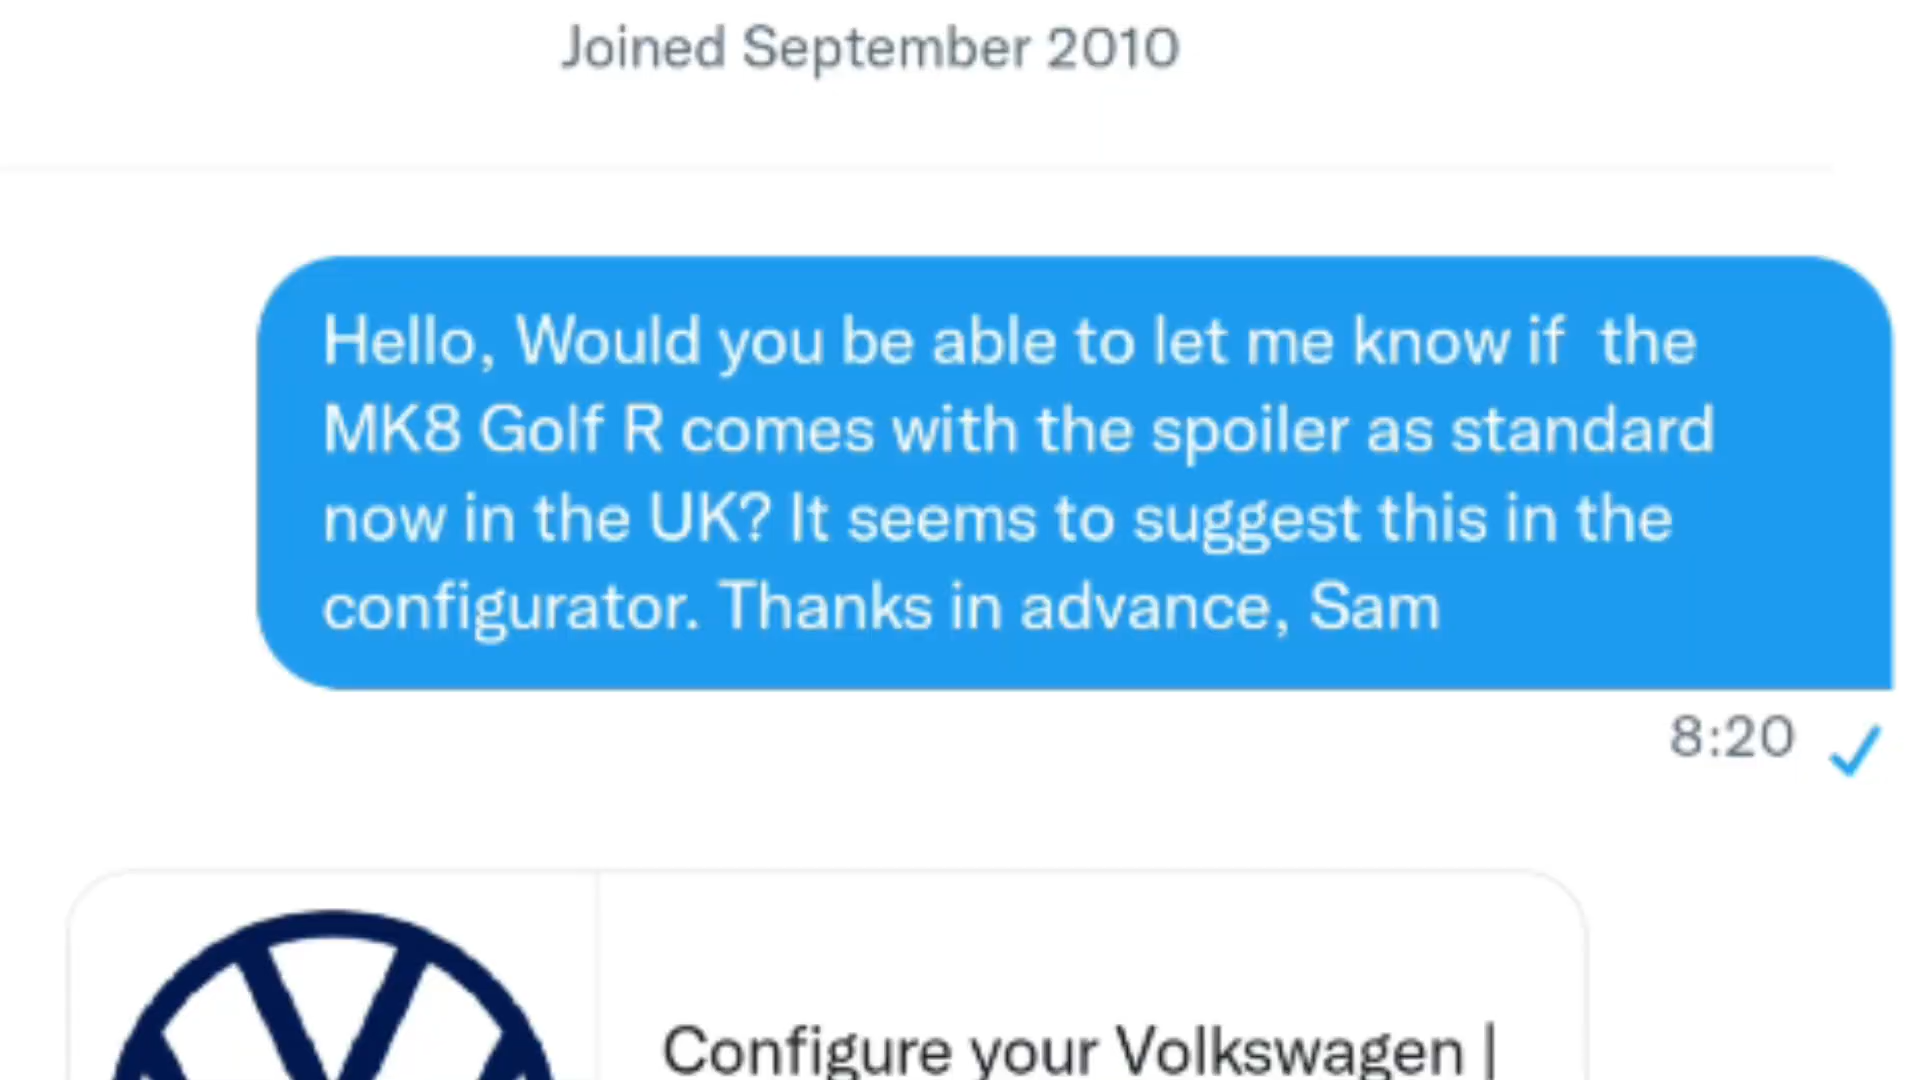 Joined September 2010
Hello, Would you be able to let me know if  the
MK8 Golf R comes with the spoiler as standard
now in the UK? It seems to suggest this in the
configurator. Thanks in advance, Sam
8:20
Configure your Volkswagen |